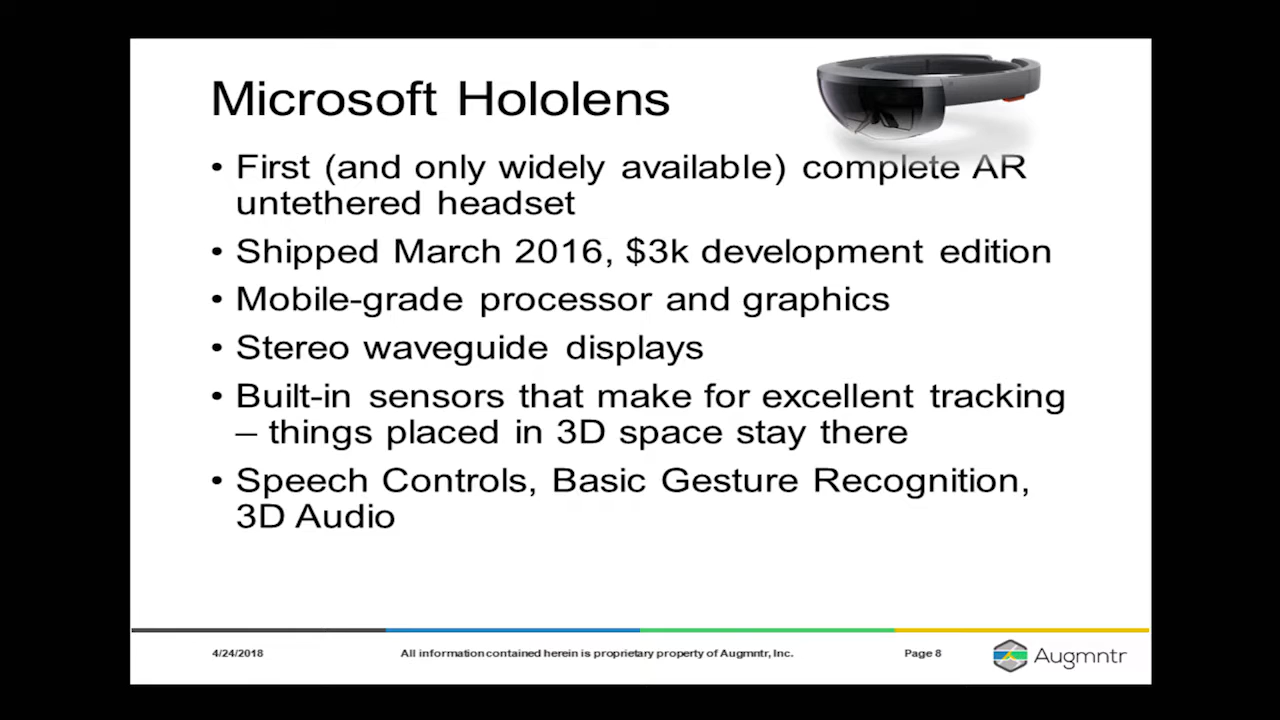 Microsoft Hololens
• First (and only widely available) complete AR
untethered headset
• Shipped March 2016, $3k development edition
• Mobile-grade processor and graphics
• Stereo waveguide displays
• Built-in sensors that make for excellent tracking
– things placed in 3D space stay there
• Speech Controls, Basic Gesture Recognition,
3D Audio
4/24/2018 All information contained herein is proprietary property of Augmntr, Inc. Page 8 Augmntr